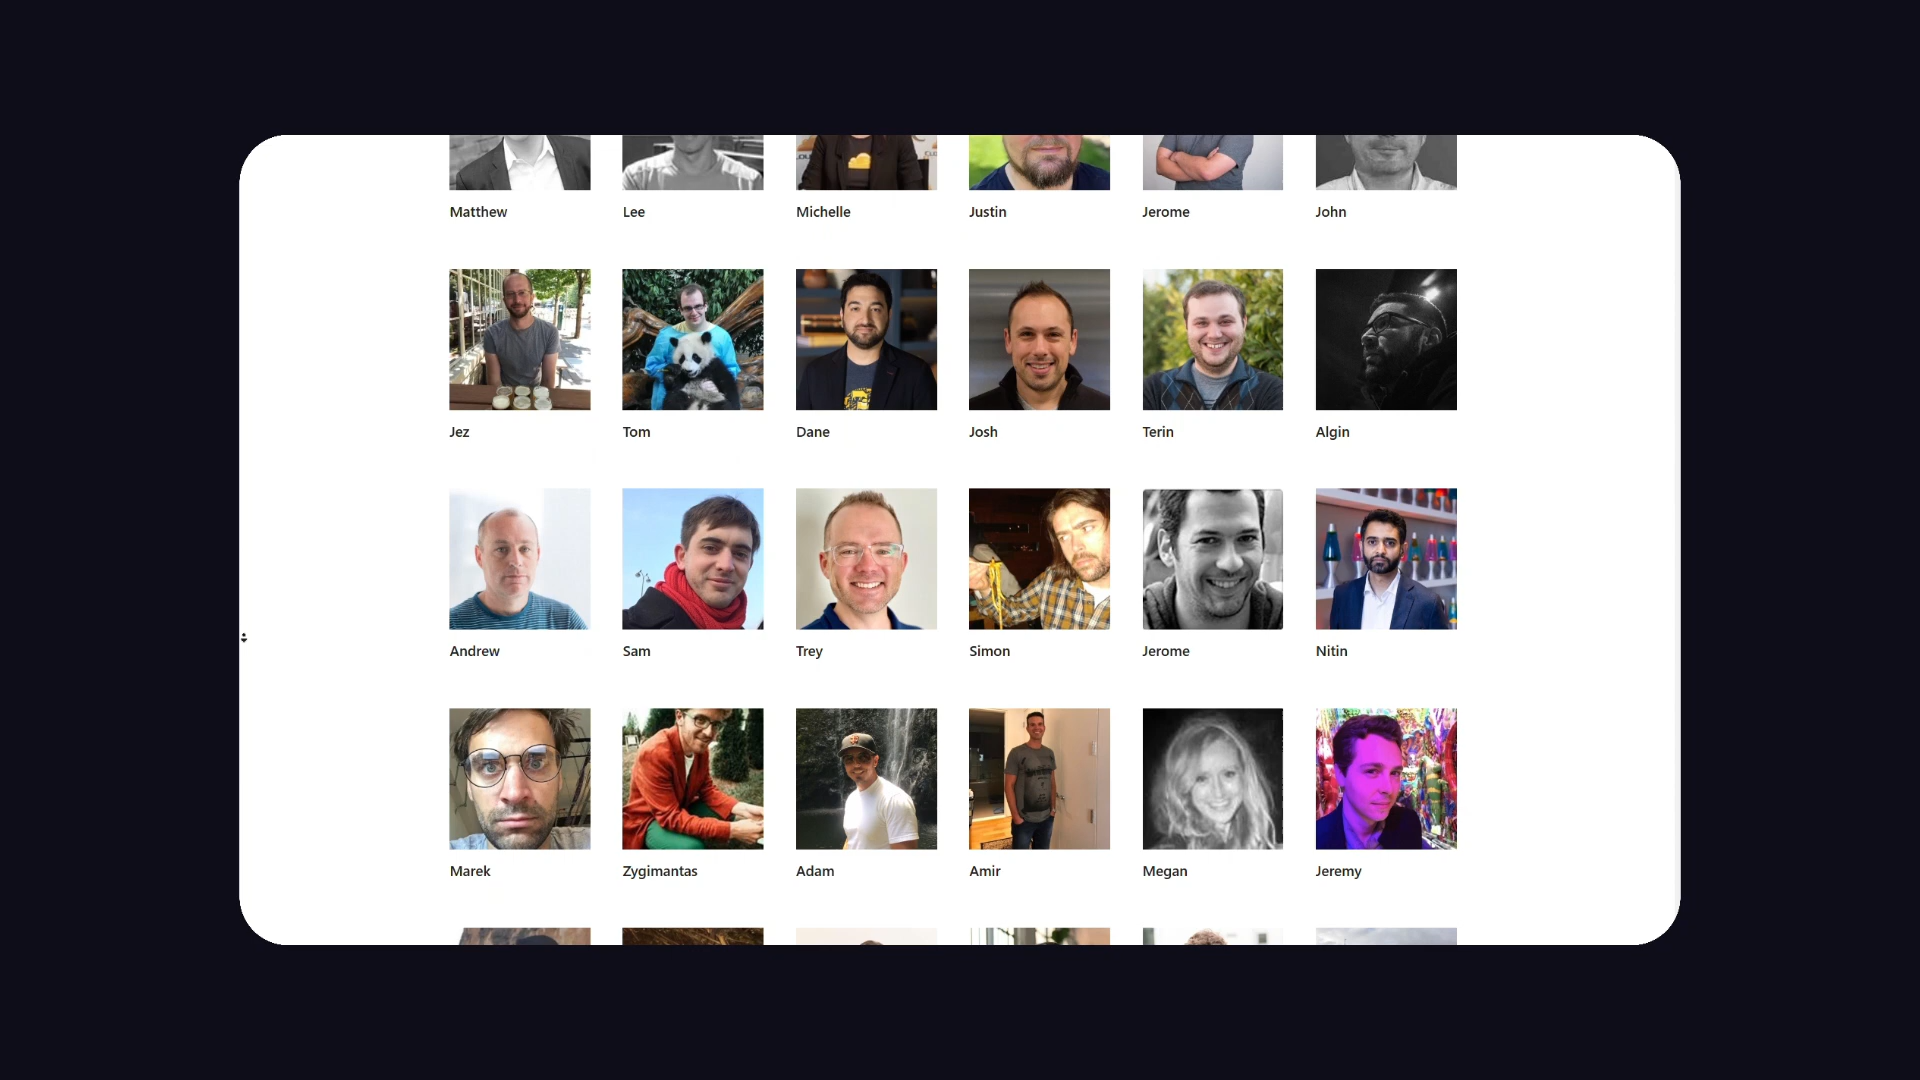 Matthew Lee Michelle Justin Jerome John
Jez Tom Dane Josh Terin Algin
Andrew Sam Trey Simon Jerome Nitin
Marek Zygimantas Adam Amir Megan Jeremy